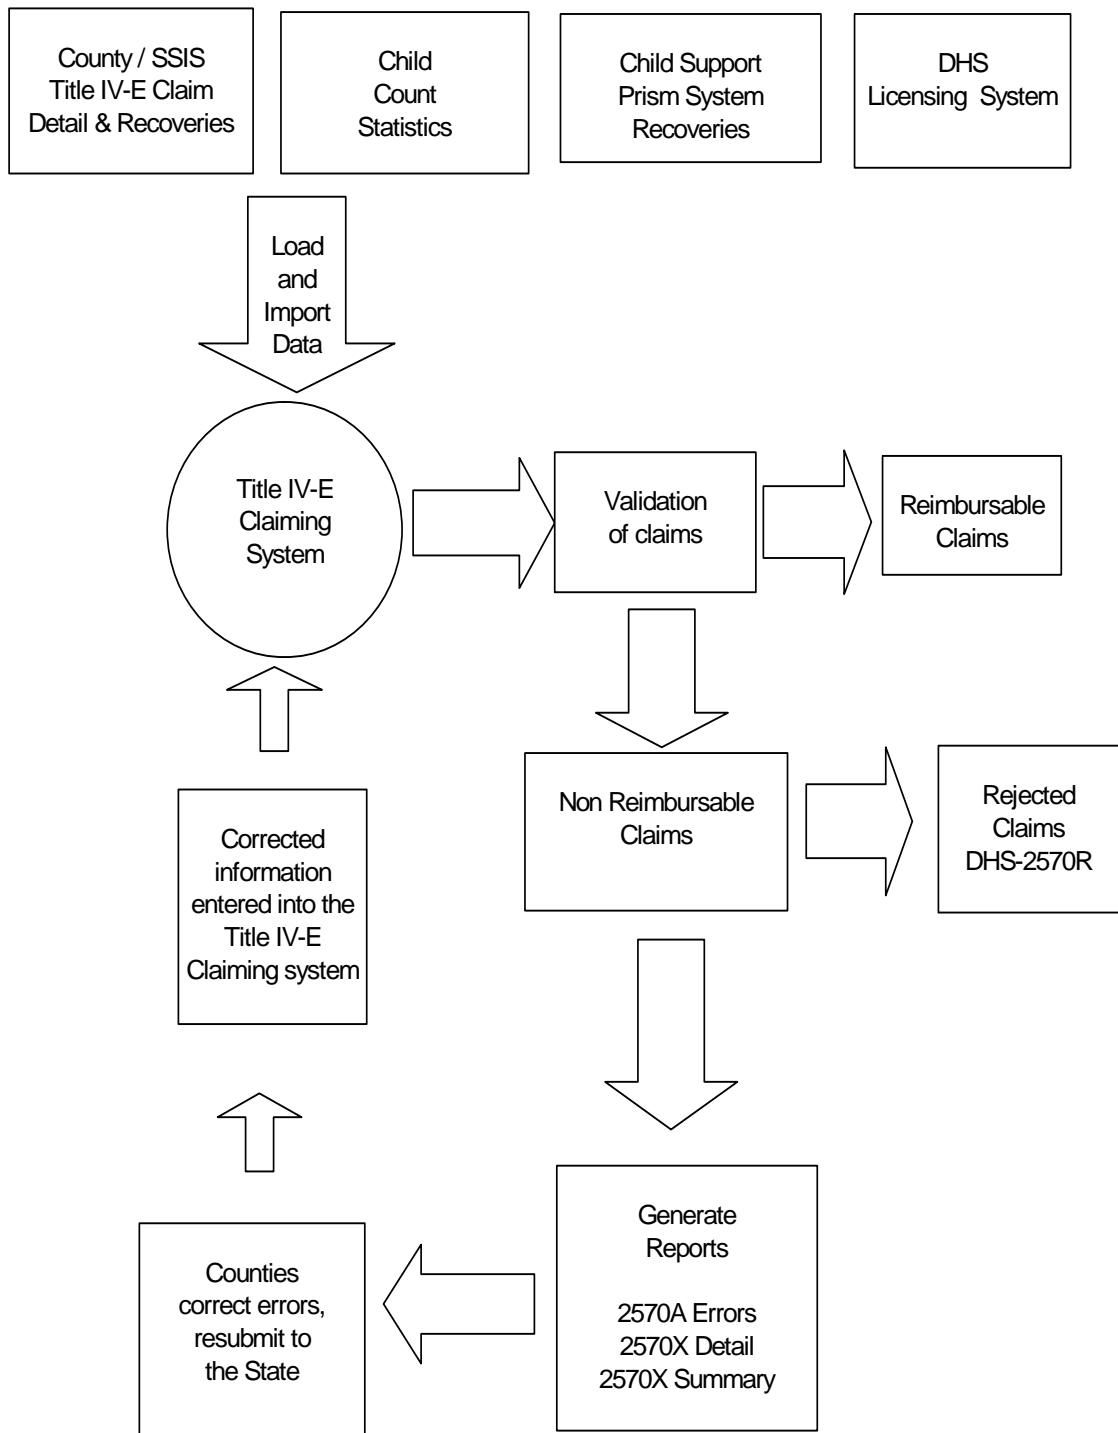 County / SSIS
Title IV-E Claim
Detail & Recoveries
Child
Count
Statistics
Child Support
Prism System
Recoveries
DHS
Licensing System
Load
and
Import
Data
Title IV-E
Claiming
System
Validation
of claims
Reimbursable
Claims
Non Reimbursable
Claims
Rejected
Claims
DHS-2570R
Corrected
information
entered into the
Title IV-E
Claiming system
Generate
Reports
2570A Errors
2570X Detail
2570X Summary
Counties
correct errors,
resubmit to
the State